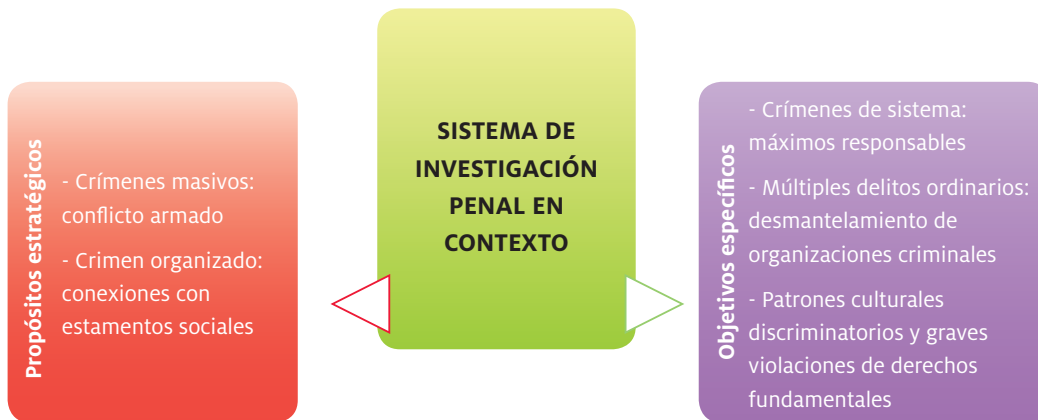 Propósitos estratégicos
- Crímenes masivos:
conflicto armado
- Crimen organizado:
conexiones con
estamentos sociales
SISTEMA DE
INVESTIGACIÓN
PENAL EN
CONTEXTO
Objetivos específicos
- Crímenes de sistema:
máximos responsables
- Múltiples delitos ordinarios:
desmantelamiento de
organizaciones criminales
- Patrones culturales
discriminatorios y graves
violaciones de derechos
fundamentales